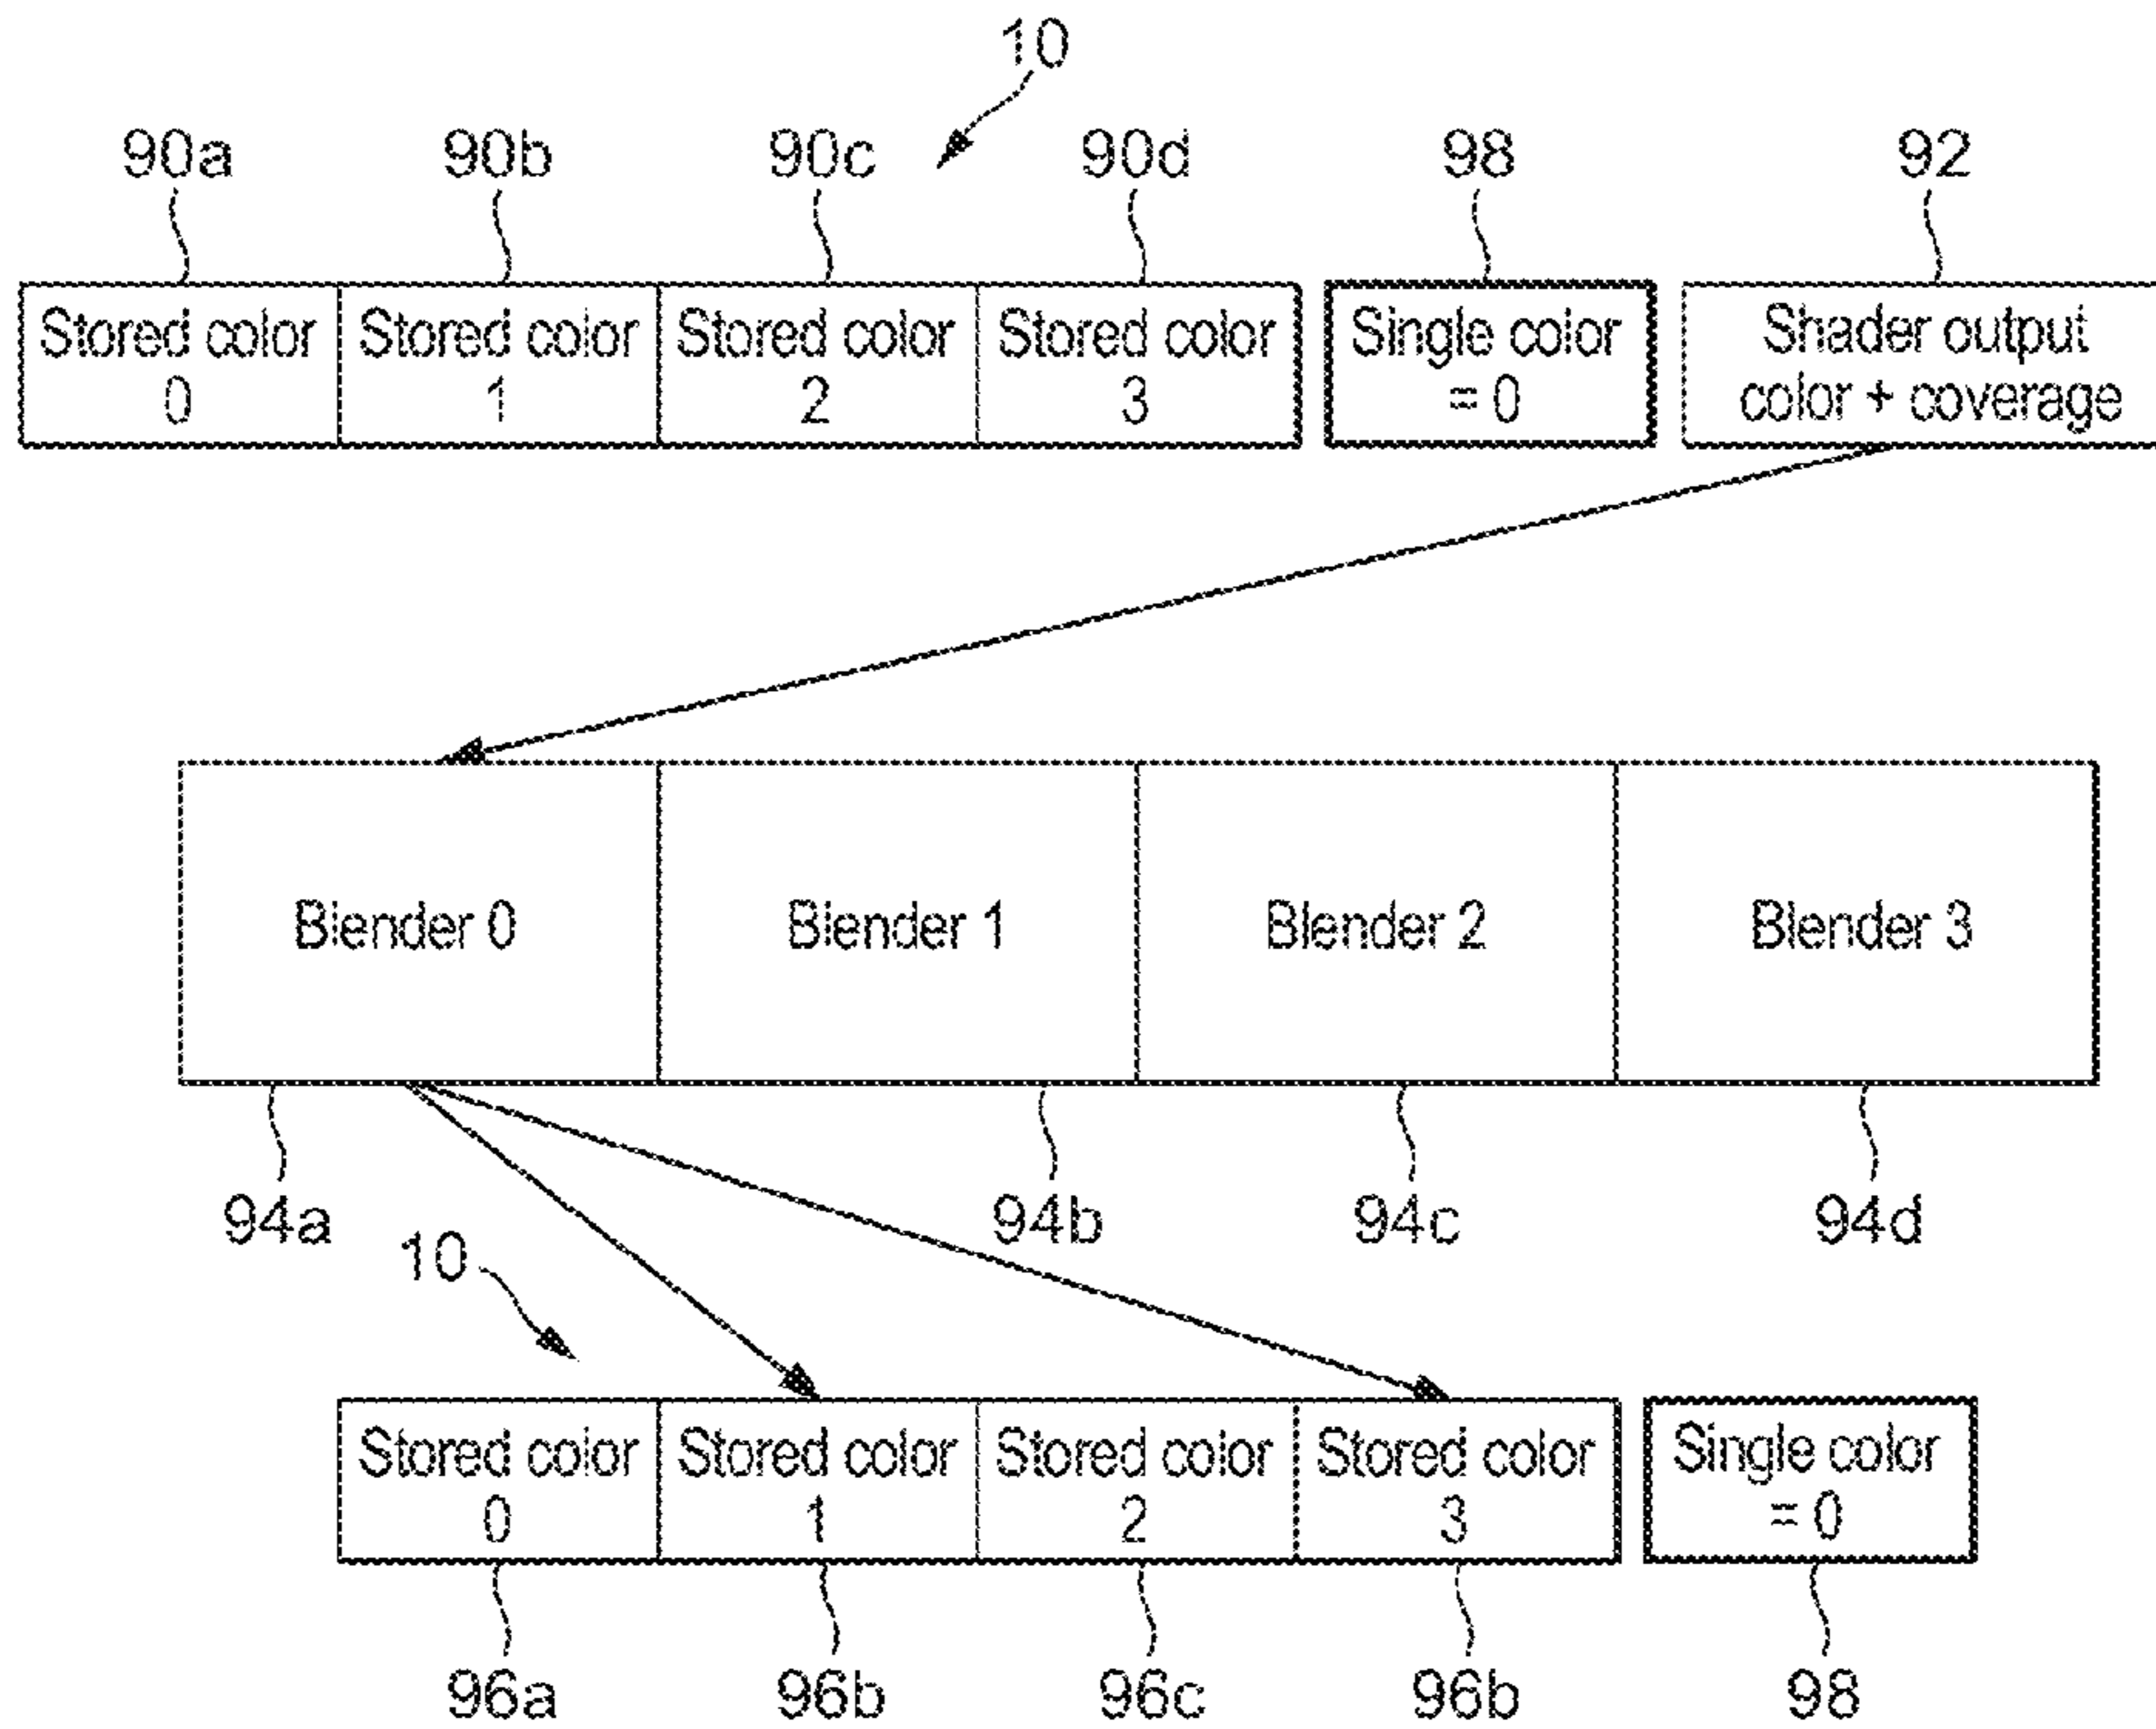 10
90a 90b 90c 90d 98 92
Stored color Stored color Stored color Stored color Single color Shader output
0 1 2 3 = 0 color + coverage
Blender 0 Blender 1 Blender 2 Blender 3
94a 94b 94c 94d
10
Stored color Stored color Stored color Stored color Single color
0 1 2 3 = 0
96a 96b 96c 96b 98